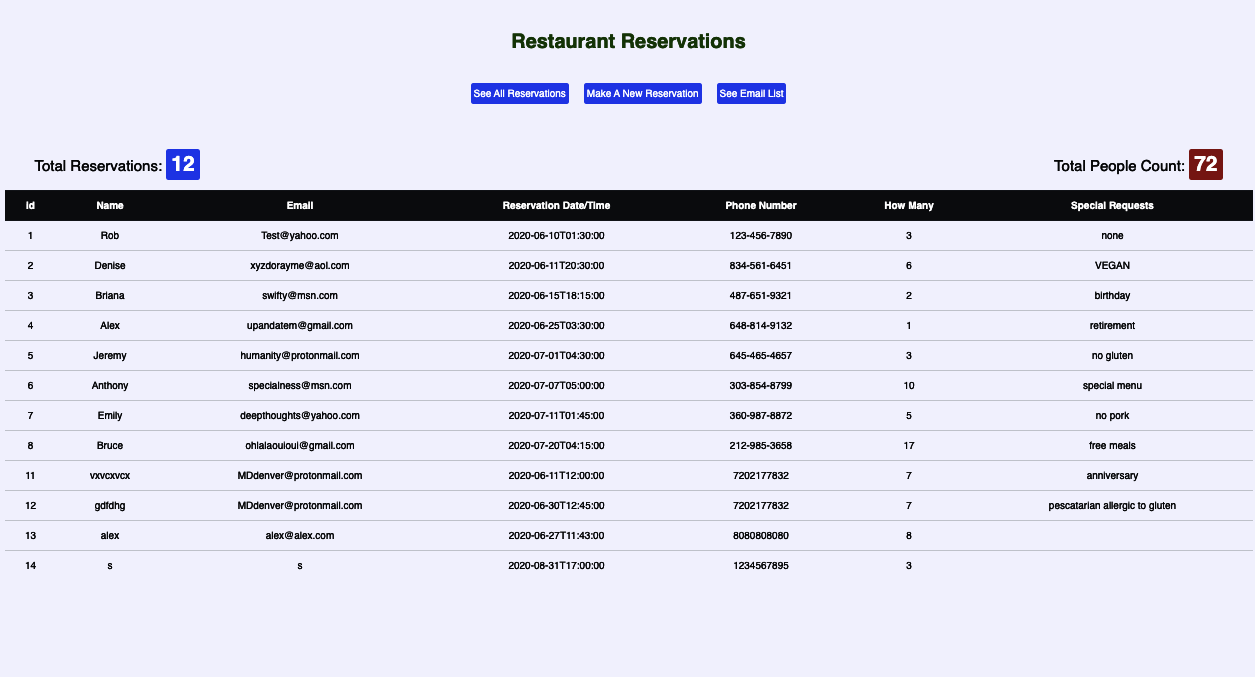 Restaurant Reservations
See All Reservations Make A New Reservation See Email List
Total Reservations: 12 Total People Count: 72
Id Name Email Reservation Date/Time Phone Number How Many Special Requests
1 Rob Test@yahoo.com 2020-06-10T01:30:00 123-456-7890 3 none
2 Denise xyzdorayme@aol.com 2020-06-11T20:30:00 834-561-6451 6 VEGAN
3 Briana swifty@msn.com 2020-06-15T18:15:00 487-651-9321 2 birthday
4 Alex upandatem@gmail.com 2020-06-25T03:30:00 648-814-9132 1 retirement
5 Jeremy humanity@protonmail.com 2020-07-01T04:30:00 645-465-4657 3 no gluten
6 Anthony specialness@msn.com 2020-07-07T05:00:00 303-854-8799 10 special menu
7 Emily deepthoughts@yahoo.com 2020-07-11T01:45:00 360-987-8872 5 no pork
8 Bruce ohlalaouioui@gmail.com 2020-07-20T04:15:00 212-985-3658 17 free meals
11 vxvcxvcx MDdenver@protonmail.com 2020-06-11T12:00:00 7202177832 7 anniversary
12 gdfdhg MDdenver@protonmail.com 2020-06-30T12:45:00 7202177832 7 pescatarian allergic to gluten
13 alex alex@alex.com 2020-06-27T11:43:00 8080808080 8
14 s s 2020-08-31T17:00:00 1234567895 3